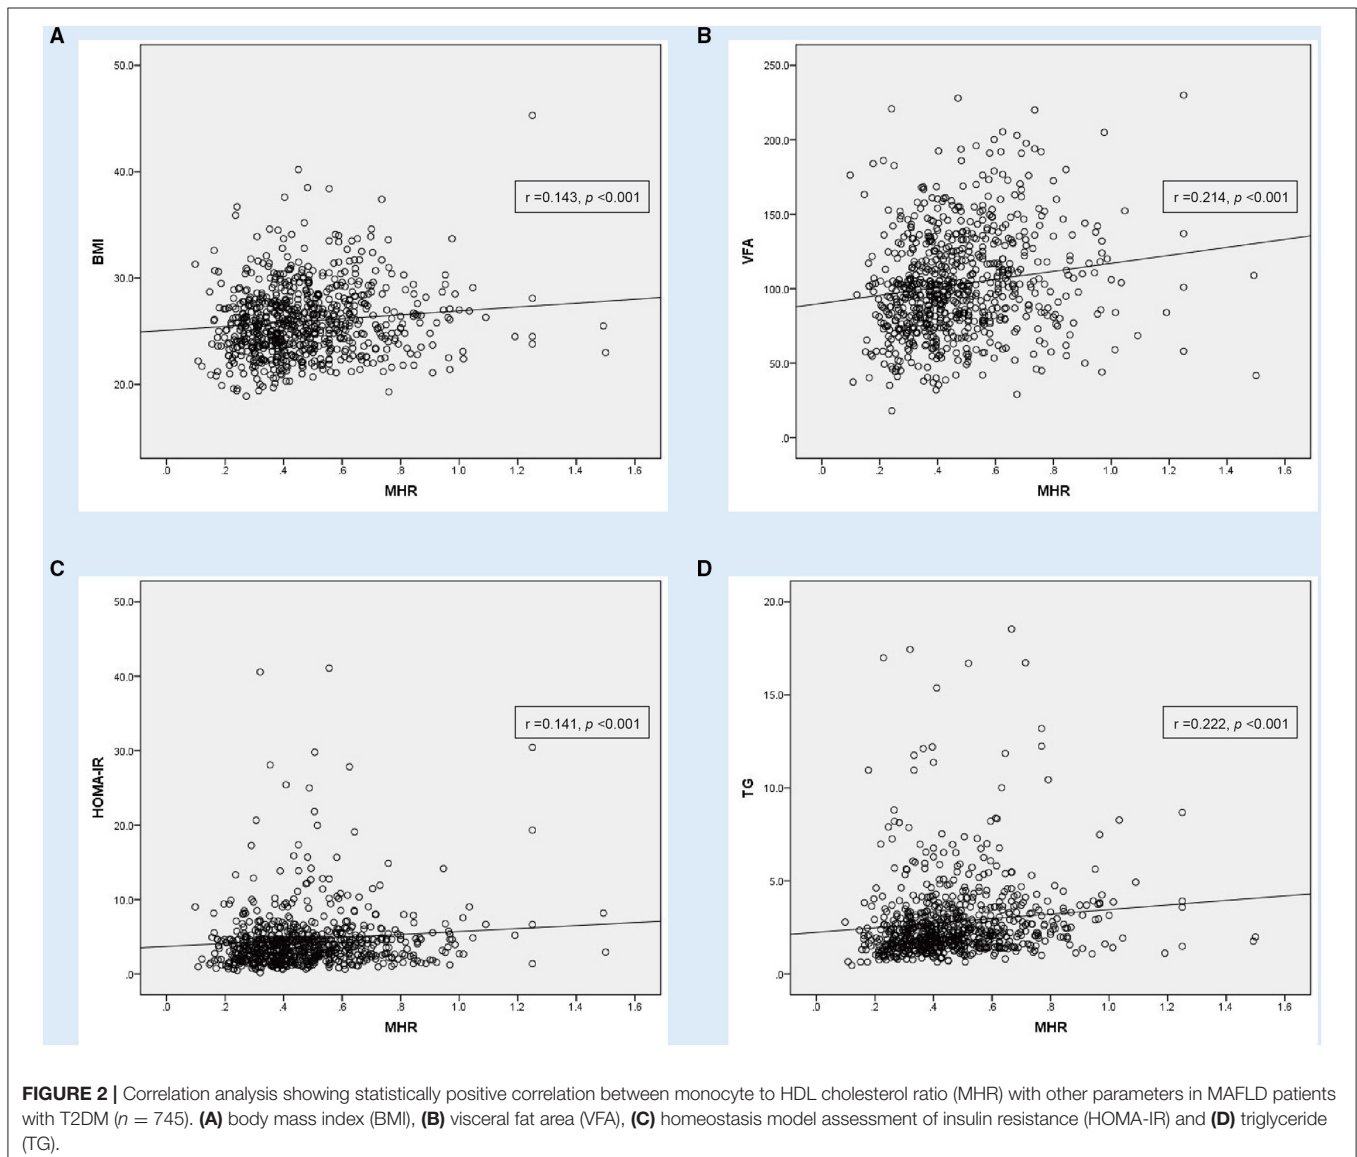 A
50.0
40.0
30.0
20.0
BMI
r =0.143, p <0.001
.0 .2 .4 .6 .8 1.0 1.2 1.4 1.6
MHR
B
250.0
200.0
150.0
100.0
50.0
.0
VFA
r =0.214, p <0.001
.0 .2 .4 .6 .8 1.0 1.2 1.4 1.6
MHR
C
50.0
40.0
30.0
20.0
10.0
.0
HOMA-IR
r =0.141, p <0.001
.0 .2 .4 .6 .8 1.0 1.2 1.4 1.6
MHR
D
20.0
15.0
10.0
5.0
.0
TG
r =0.222, p <0.001
.0 .2 .4 .6 .8 1.0 1.2 1.4 1.6
MHR
FIGURE 2 | Correlation analysis showing statistically positive correlation between monocyte to HDL cholesterol ratio (MHR) with other parameters in MAFLD patients
with T2DM (n = 745). (A) body mass index (BMI), (B) visceral fat area (VFA), (C) homeostasis model assessment of insulin resistance (HOMA-IR) and (D) triglyceride
(TG).